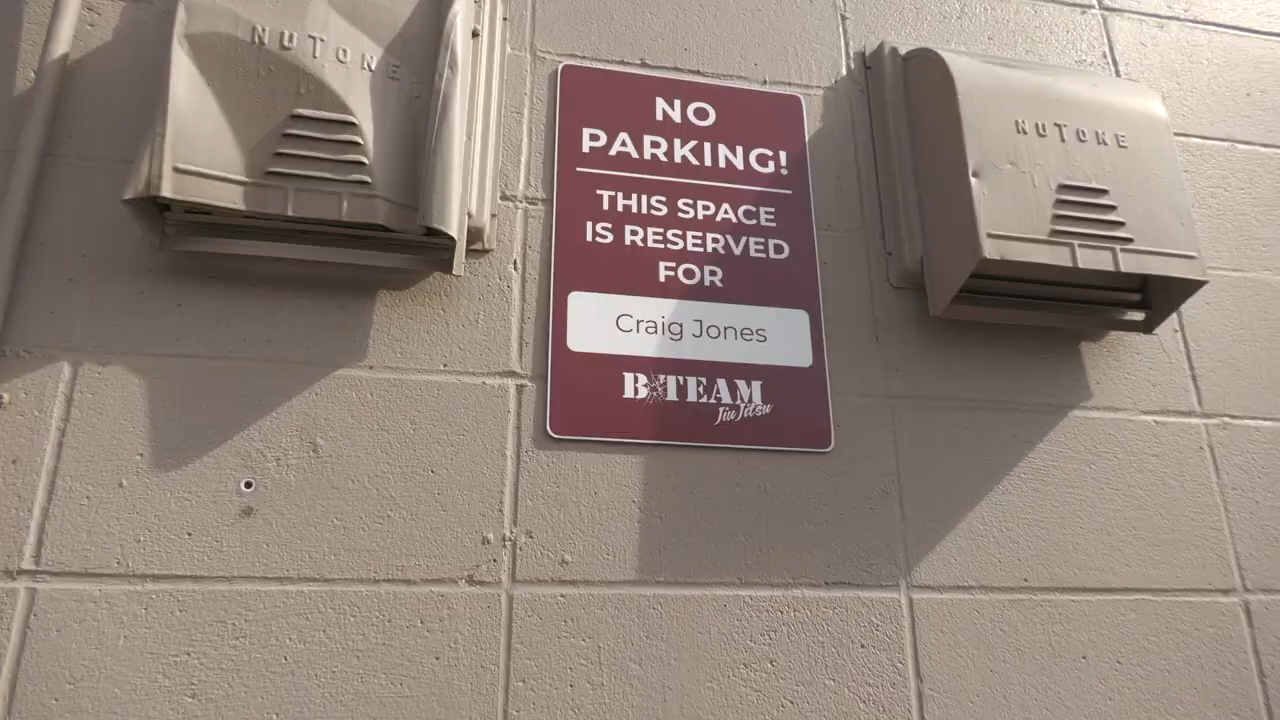 NUTONE
NO
PARKING!
THIS SPACE
IS RESERVED
FOR
Craig Jones
B TEAM
Jiu Jitsu
NUTONE